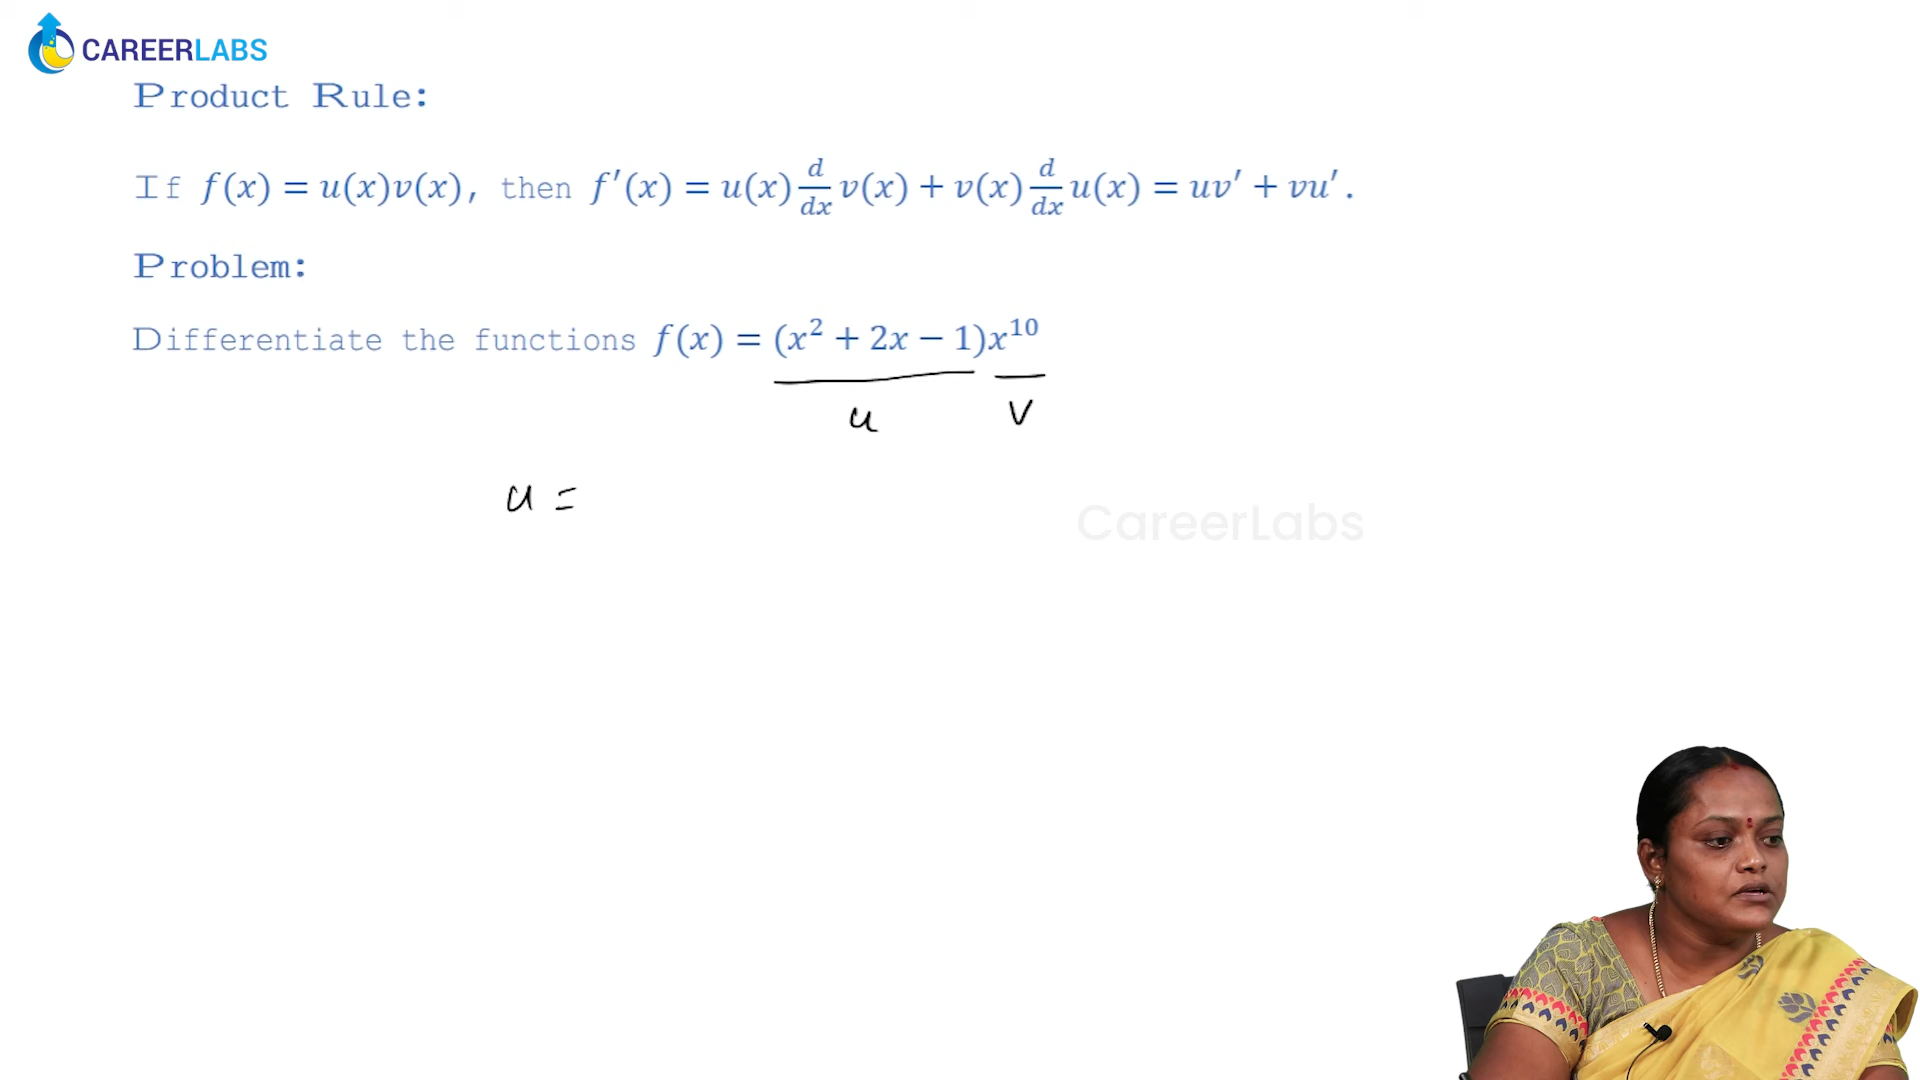 CAREERLABS
Product Rule:
If f(x) = u(x)v(x), then f′(x) = u(x) d/dx v(x) + v(x) d/dx u(x) = uv′ + vu′.
Problem:
Differentiate the functions f(x) = (x² + 2x − 1)x¹⁰
u v
u =
CareerLabs